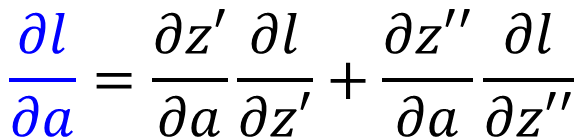 ∂l/∂a = ∂z′/∂a ∂l/∂z′ + ∂z′′/∂a ∂l/∂z′′